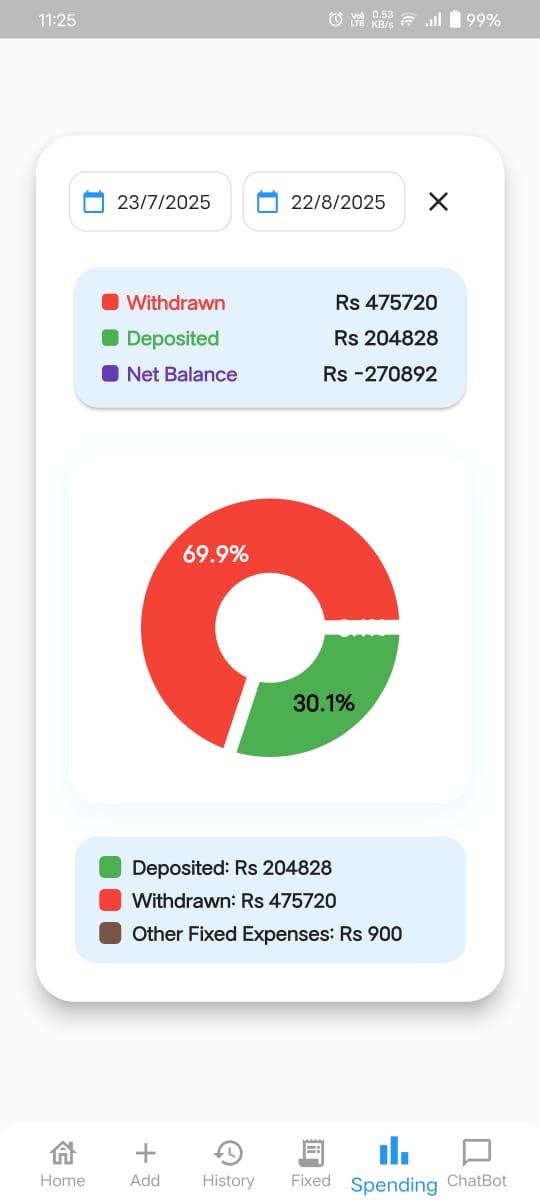 11:25
Vo) LTE 0.53 KB/s 99%
23/7/2025 22/8/2025
Withdrawn Rs 475720
Deposited Rs 204828
Net Balance Rs -270892
69.9%
30.1%
Deposited: Rs 204828
Withdrawn: Rs 475720
Other Fixed Expenses: Rs 900
Home Add History Fixed Spending ChatBot